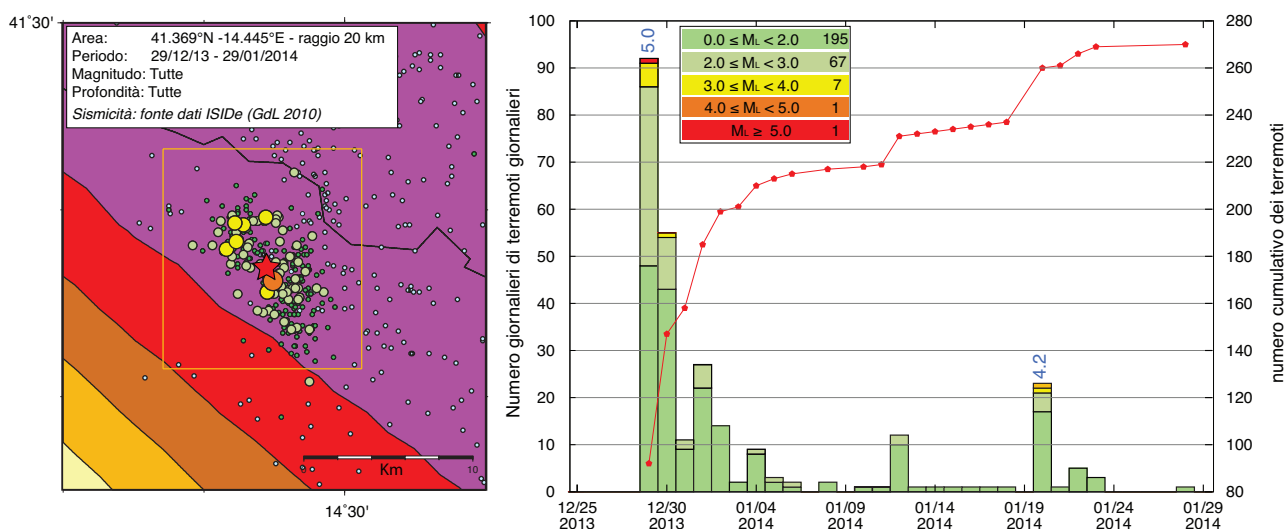 41˚30'
Area: 41.369°N -14.445°E - raggio 20 km
Periodo: 29/12/13 - 29/01/2014
Magnitudo: Tutte
Profondità: Tutte
Sismicità: fonte dati ISIDe (GdL 2010)
0 10
Km
14˚30'
Numero giornalieri di terremoti giornalieri
100
90
80
70
60
50
40
30
20
10
0
5.0
0.0 ≤ ML < 2.0 195
2.0 ≤ ML < 3.0 67
3.0 ≤ ML < 4.0 7
4.0 ≤ ML < 5.0 1
ML ≥ 5.0 1
4.2
280
260
240
220
200
180
160
140
120
100
80
numero cumulativo dei terremoti
12/25 12/30 01/04 01/09 01/14 01/19 01/24 01/29
2013 2013 2014 2014 2014 2014 2014 2014